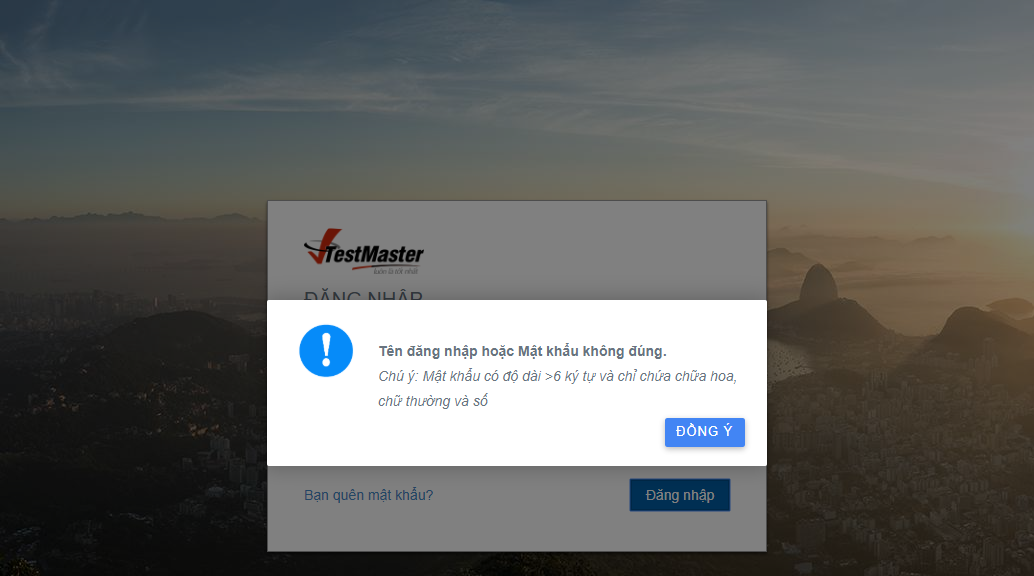 TestMaster
luôn là tốt nhất
ĐĂNG NHẬP
Tên đăng nhập hoặc Mật khẩu không đúng.
Chú ý: Mật khẩu có độ dài >6 ký tự và chỉ chứa chữa hoa,
chữ thường và số
ĐỒNG Ý
Bạn quên mật khẩu?
Đăng nhập